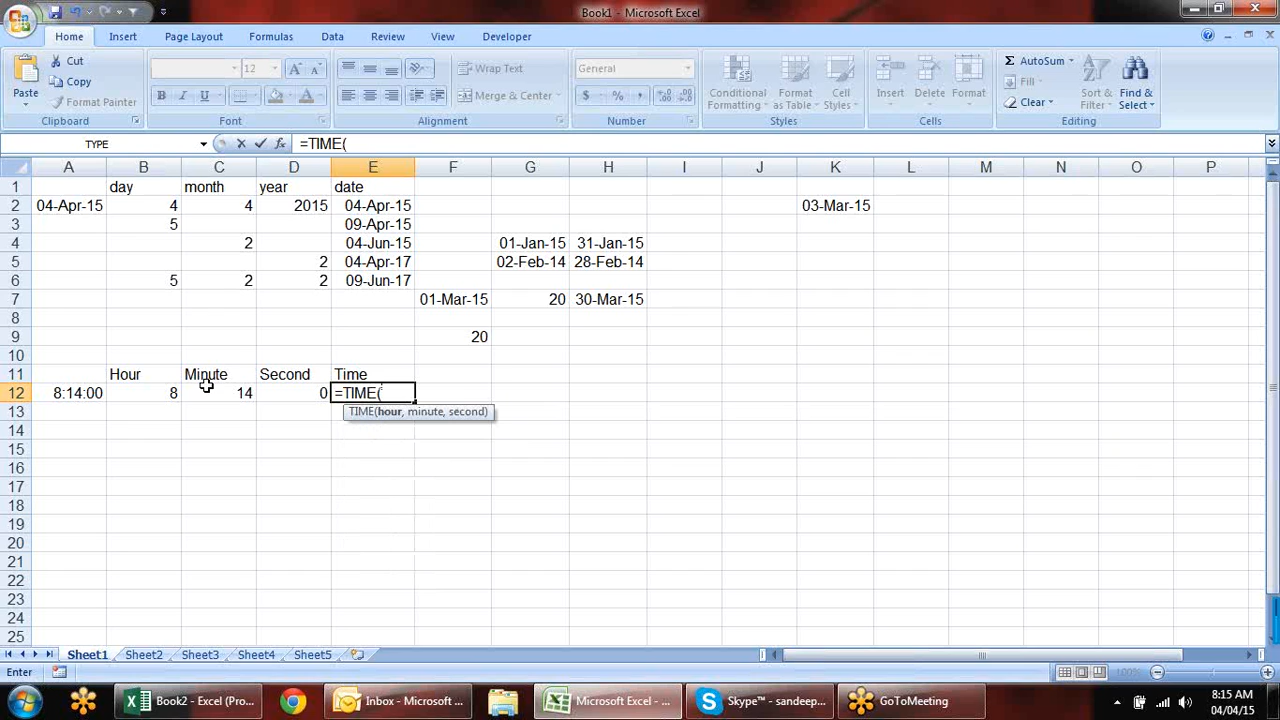 Book1 - Microsoft Excel
Home Insert Page Layout Formulas Data Review View Developer
Paste Cut Copy Format Painter
12
Wrap Text
Merge & Center
General
$ % ,
Conditional Formatting Format as Table Cell Styles
Insert Delete Format
AutoSum Fill Clear
Sort & Filter Find & Select
Clipboard Font Alignment Number Styles Cells Editing
TYPE =TIME(
A B C D E F G H I J K L M N O P
1 day month year date
2 04-Apr-15 4 4 2015 04-Apr-15 03-Mar-15
3 5 09-Apr-15
4 2 04-Jun-15 01-Jan-15 31-Jan-15
5 2 04-Apr-17 02-Feb-14 28-Feb-14
6 5 2 2 09-Jun-17
7 01-Mar-15 20 30-Mar-15
8
9 20
10
11 Hour Minute Second Time
12 8:14:00 8 14 0 =TIME(
13 TIME(hour, minute, second)
14
15
16
17
18
19
20
21
22
23
24
25
Sheet1 Sheet2 Sheet3 Sheet4 Sheet5
Enter 100%
Book2 - Excel (Pro... Inbox - Microsoft ... Microsoft Excel - ... Skype™ - sandeep... GoToMeeting 8:15 AM
04/04/15